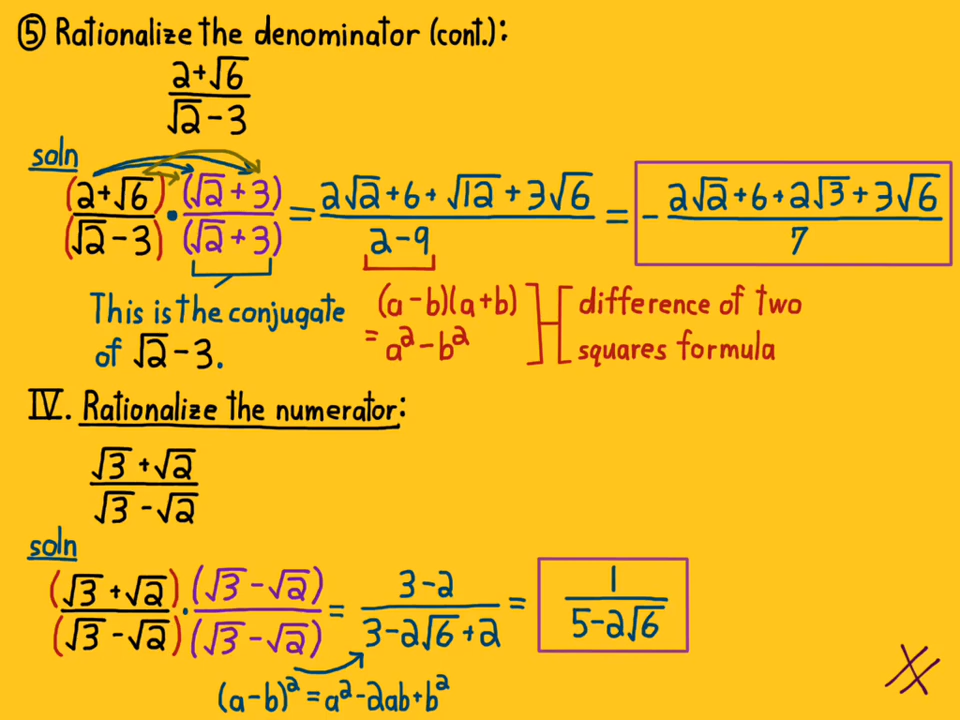 ⑤ Rationalize the denominator (cont.):
(2+√6)/(√2-3)
soln
(2+√6)/(√2-3) · (√2+3)/(√2+3) = (2√2+6+√12+3√6)/(2-9) = -(2√2+6+2√3+3√6)/7
This is the conjugate
of √2-3.
(a-b)(a+b)
= a²-b²
difference of two
squares formula
IV. Rationalize the numerator:
(√3+√2)/(√3-√2)
soln
(√3+√2)/(√3-√2) · (√3-√2)/(√3-√2) = (3-2)/(3-2√6+2) = 1/(5-2√6)
(a-b)² = a²-2ab+b²